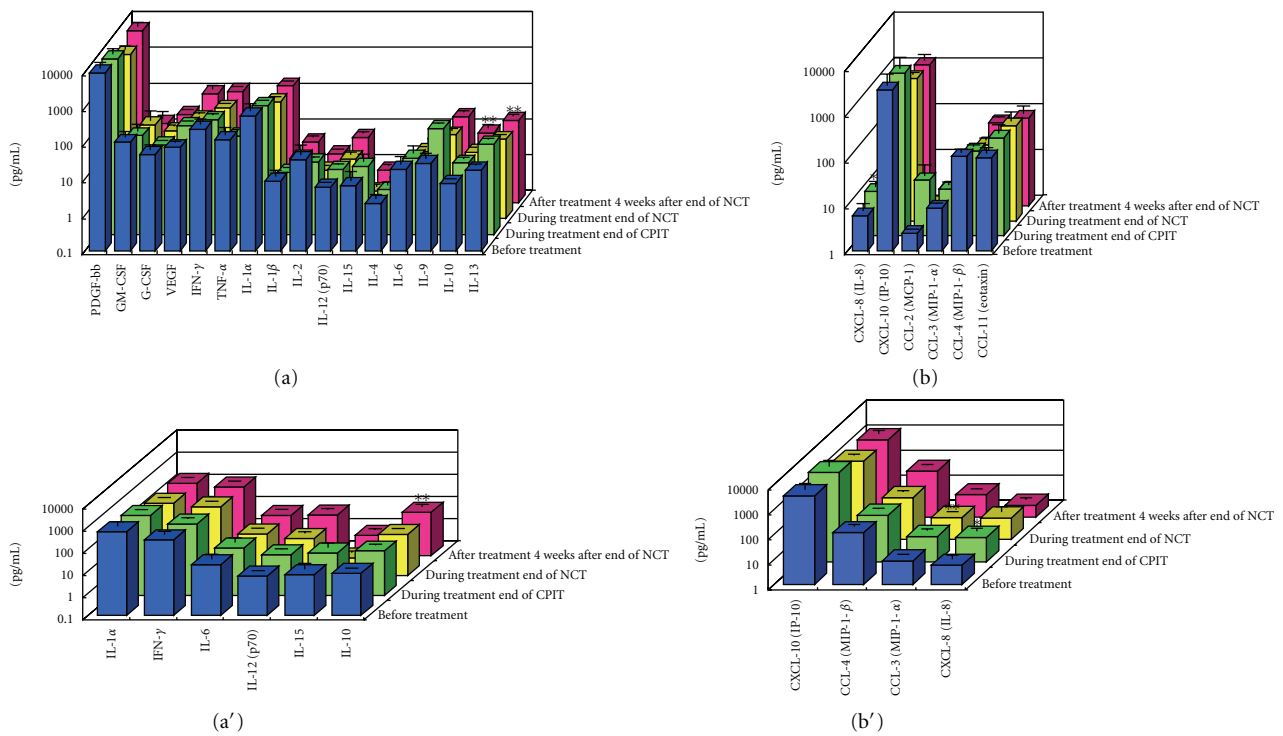 10000
1000
100
10
1
0.1
(pg/mL)
PDGF-bb
GM-CSF
G-CSF
VEGF
IFN-γ
TNF-α
IL-1α
IL-1β
IL-2
IL-12 (p70)
IL-15
IL-4
IL-6
IL-9
IL-10
IL-13
**
**
After treatment 4 weeks after end of NCT
During treatment end of NCT
During treatment end of CPIT
Before treatment
(a)
10000
1000
100
10
1
(pg/mL)
*
CXCL-8 (IL-8)
CXCL-10 (IP-10)
CCL-2 (MCP-1)
CCL-3 (MIP-1-α)
CCL-4 (MIP-1-β)
CCL-11 (eotaxin)
After treatment 4 weeks after end of NCT
During treatment end of NCT
During treatment end of CPIT
Before treatment
(b)
10000
1000
100
10
1
0.1
(pg/mL)
IL-1α
IFN-γ
IL-6
IL-12 (p70)
IL-15
IL-10
**
After treatment 4 weeks after end of NCT
During treatment end of NCT
During treatment end of CPIT
Before treatment
(a′)
10000
1000
100
10
1
(pg/mL)
CXCL-10 (IP-10)
CCL-4 (MIP-1-β)
CCL-3 (MIP-1-α)
CXCL-8 (IL-8)
**
*
After treatment 4 weeks after end of NCT
During treatment end of NCT
During treatment end of CPIT
Before treatment
(b′)